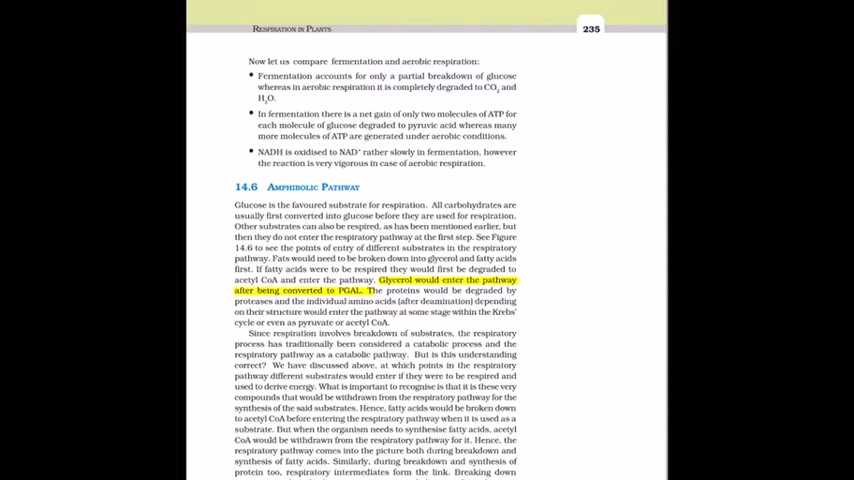 RESPIRATION IN PLANTS
235
Now let us compare fermentation and aerobic respiration:
• Fermentation accounts for only a partial breakdown of glucose
whereas in aerobic respiration it is completely degraded to CO₂ and
H₂O.
• In fermentation there is a net gain of only two molecules of ATP for
each molecule of glucose degraded to pyruvic acid whereas many
more molecules of ATP are generated under aerobic conditions.
• NADH is oxidised to NAD⁺ rather slowly in fermentation, however
the reaction is very vigorous in case of aerobic respiration.
14.6 AMPHIBOLIC PATHWAY
Glucose is the favoured substrate for respiration. All carbohydrates are
usually first converted into glucose before they are used for respiration.
Other substrates can also be respired, as has been mentioned earlier, but
then they do not enter the respiratory pathway at the first step. See Figure
14.6 to see the points of entry of different substrates in the respiratory
pathway. Fats would need to be broken down into glycerol and fatty acids
first. If fatty acids were to be respired they would first be degraded to
acetyl CoA and enter the pathway. Glycerol would enter the pathway
after being converted to PGAL. The proteins would be degraded by
proteases and the individual amino acids (after deamination) depending
on their structure would enter the pathway at some stage within the Krebs'
cycle or even as pyruvate or acetyl CoA.
Since respiration involves breakdown of substrates, the respiratory
process has traditionally been considered a catabolic process and the
respiratory pathway as a catabolic pathway. But is this understanding
correct? We have discussed above, at which points in the respiratory
pathway different substrates would enter if they were to be respired and
used to derive energy. What is important to recognise is that it is these very
compounds that would be withdrawn from the respiratory pathway for the
synthesis of the said substrates. Hence, fatty acids would be broken down
to acetyl CoA before entering the respiratory pathway when it is used as a
substrate. But when the organism needs to synthesise fatty acids, acetyl
CoA would be withdrawn from the respiratory pathway for it. Hence, the
respiratory pathway comes into the picture both during breakdown and
synthesis of fatty acids. Similarly, during breakdown and synthesis of
protein too, respiratory intermediates form the link. Breaking down